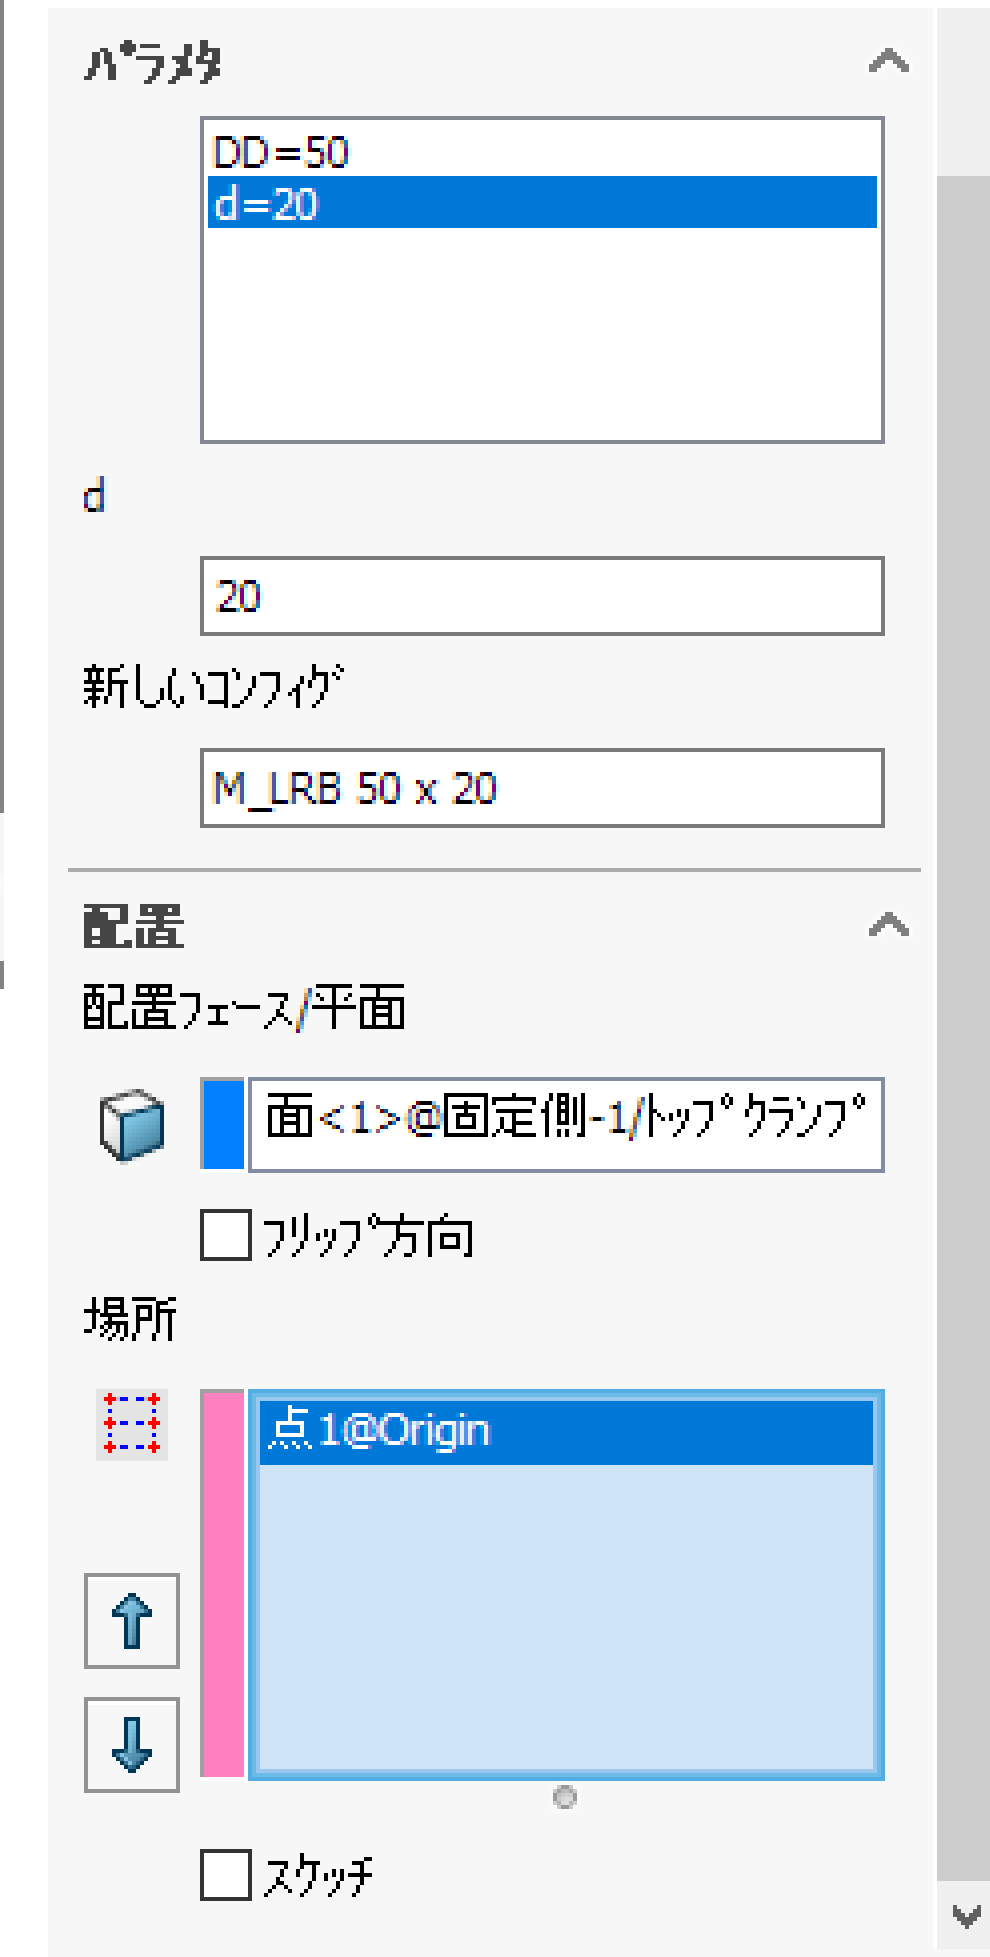 ﾊﾟﾗﾒﾀ
DD=50
d=20
d
20
新しいｺﾝﾌｨｸﾞ
M_LRB 50 x 20
配置
配置ﾌｪｰｽ/平面
面<1>@固定側-1/ﾄｯﾌﾟｸﾗﾝﾌﾟ
ﾌﾘｯﾌﾟ方向
場所
点1@Origin
ｽｹｯﾁ